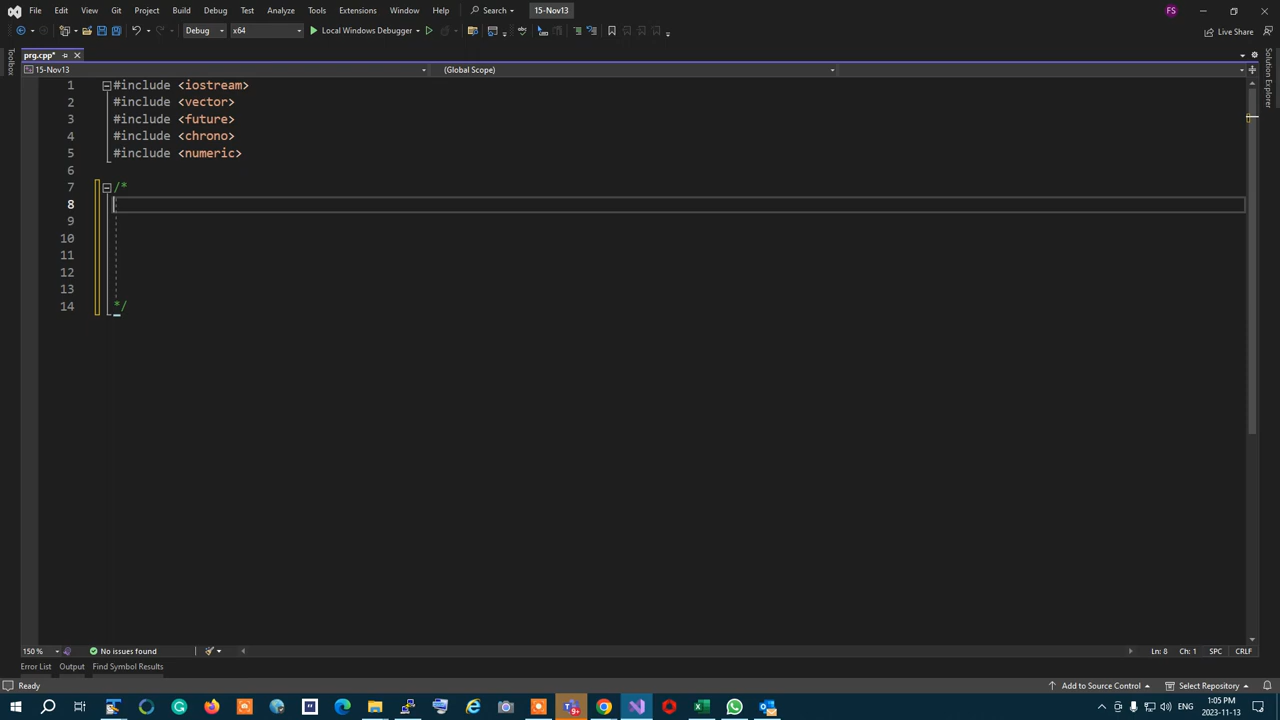 File Edit View Git Project Build Debug Test Analyze Tools Extensions Window Help Search 15-Nov13 FS
Debug x64 Local Windows Debugger Live Share
prg.cpp*
15-Nov13 (Global Scope)
1 #include <iostream>
2 #include <vector>
3 #include <future>
4 #include <chrono>
5 #include <numeric>
6
7 /*
8
9
10
11
12
13
14 */
Toolbox
Solution Explorer
150 % No issues found Ln: 8 Ch: 1 SPC CRLF
Error List Output Find Symbol Results
Ready Add to Source Control Select Repository
ENG 1:05 PM
2023-11-13